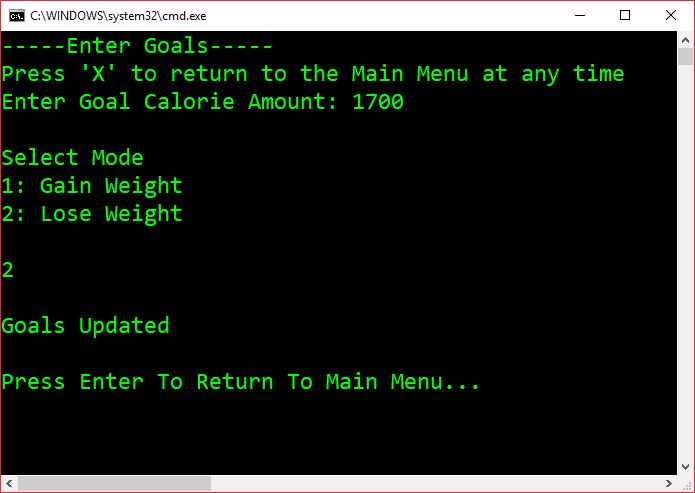 C:\WINDOWS\system32\cmd.exe
-----Enter Goals-----
Press 'X' to return to the Main Menu at any time
Enter Goal Calorie Amount: 1700
Select Mode
1: Gain Weight
2: Lose Weight
2
Goals Updated
Press Enter To Return To Main Menu...